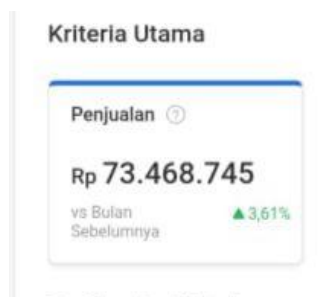 Kriteria Utama
Penjualan
Rp 73.468.745
vs Bulan ▲ 3,61%
Sebelumnya